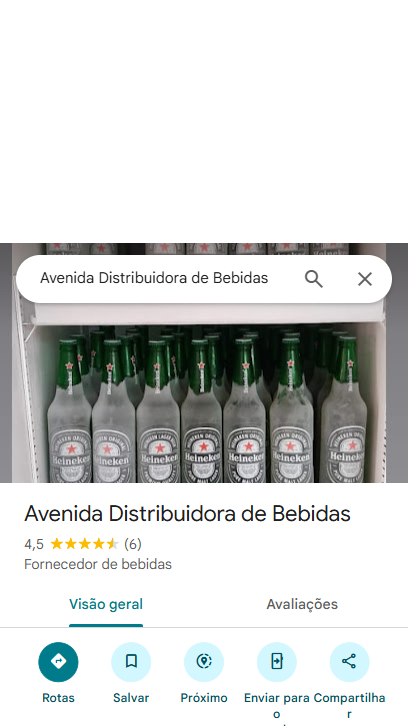 Avenida Distribuidora de Bebidas
Heineken Heineken Heineken Heineken Heineken Heineken Heineken
Avenida Distribuidora de Bebidas
4,5 (6)
Fornecedor de bebidas
Visão geral Avaliações
Rotas Salvar Próximo Enviar para o Compartilhar